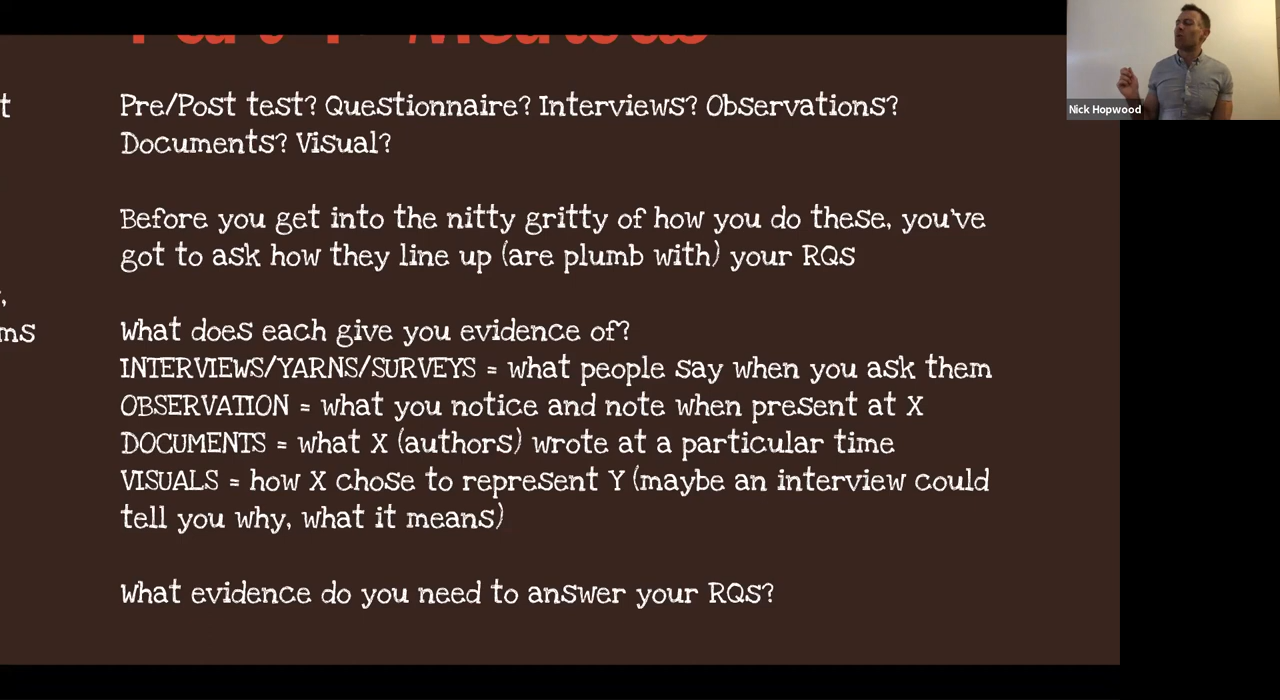 Pre/Post test? Questionnaire? Interviews? Observations?
Documents? Visual?
Before you get into the nitty gritty of how you do these, you've
got to ask how they line up (are plumb with) your RQs
What does each give you evidence of?
INTERVIEWS/YARNS/SURVEYS = what people say when you ask them
OBSERVATION = what you notice and note when present at X
DOCUMENTS = what X (authors) wrote at a particular time
VISUALS = how X chose to represent Y (maybe an interview could
tell you why, what it means)
What evidence do you need to answer your RQs?
Nick Hopwood